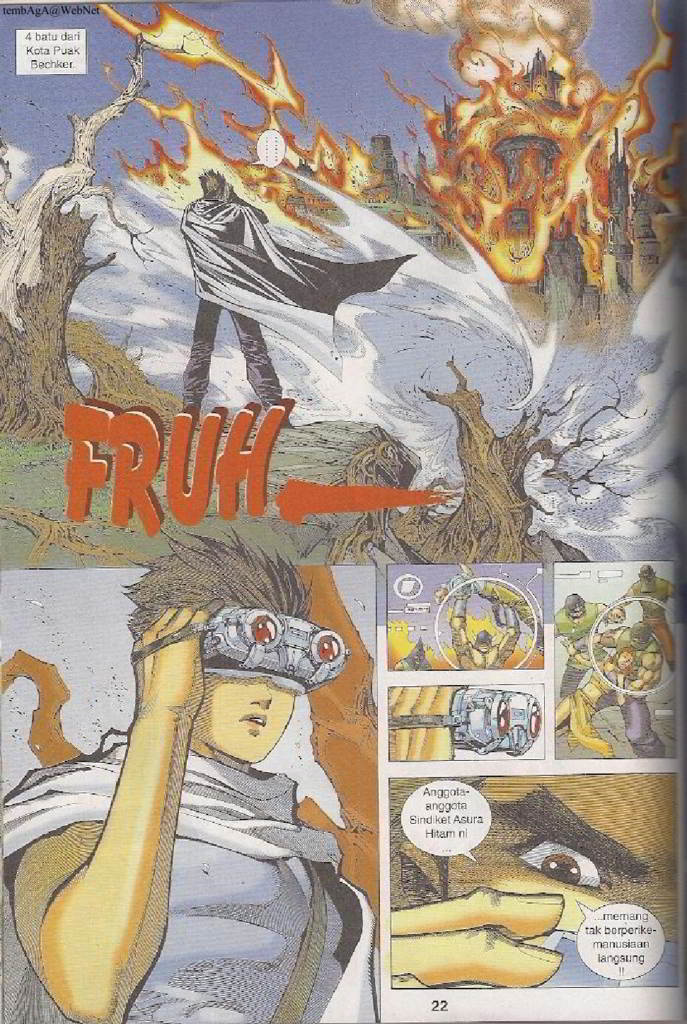 tembAgA@WebNet
4 batu dari
Kota Puak
Bechker.
FRUH
Anggota-
anggota
Sindiket Asura
Hitam ni
...
...memang
tak berperike-
manusiaan
langsung
!!
22